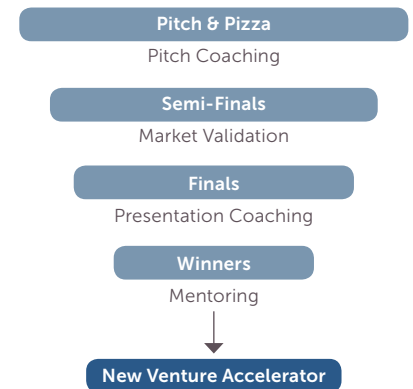 Pitch & Pizza
Pitch Coaching
Semi-Finals
Market Validation
Finals
Presentation Coaching
Winners
Mentoring
New Venture Accelerator